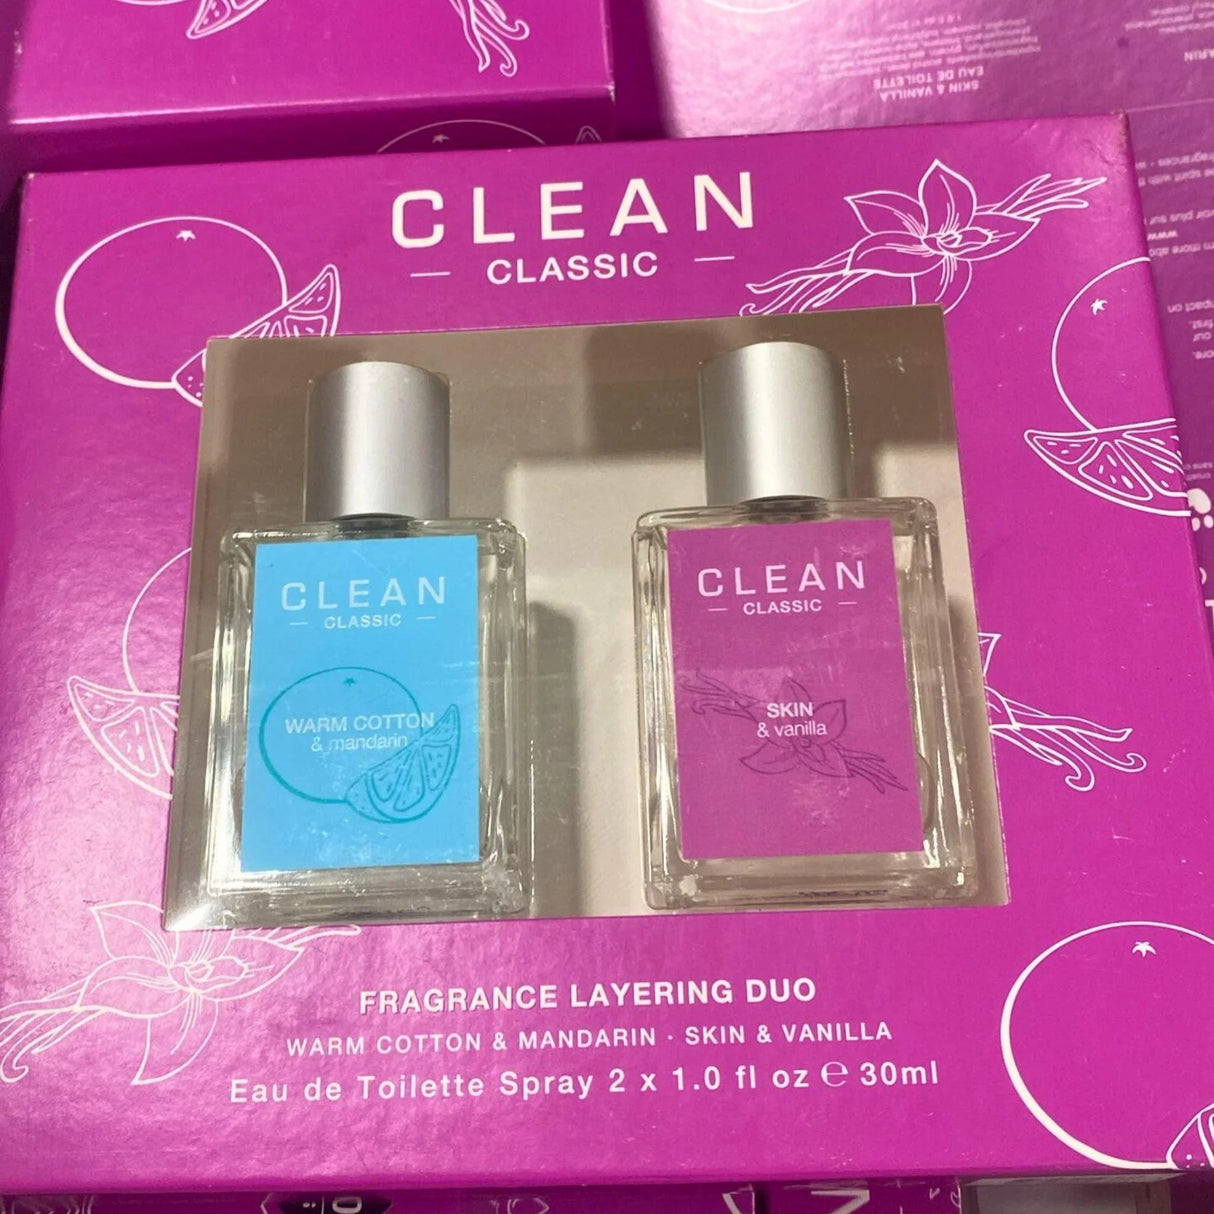 SKIN & VANILLA
EAU DE TOILETTE
CLEAN
CLASSIC
CLEAN
CLASSIC
WARM COTTON
& mandarin
CLEAN
CLASSIC
SKIN
& vanilla
FRAGRANCE LAYERING DUO
WARM COTTON & MANDARIN · SKIN & VANILLA
Eau de Toilette Spray 2 x 1.0 fl oz ℮ 30ml